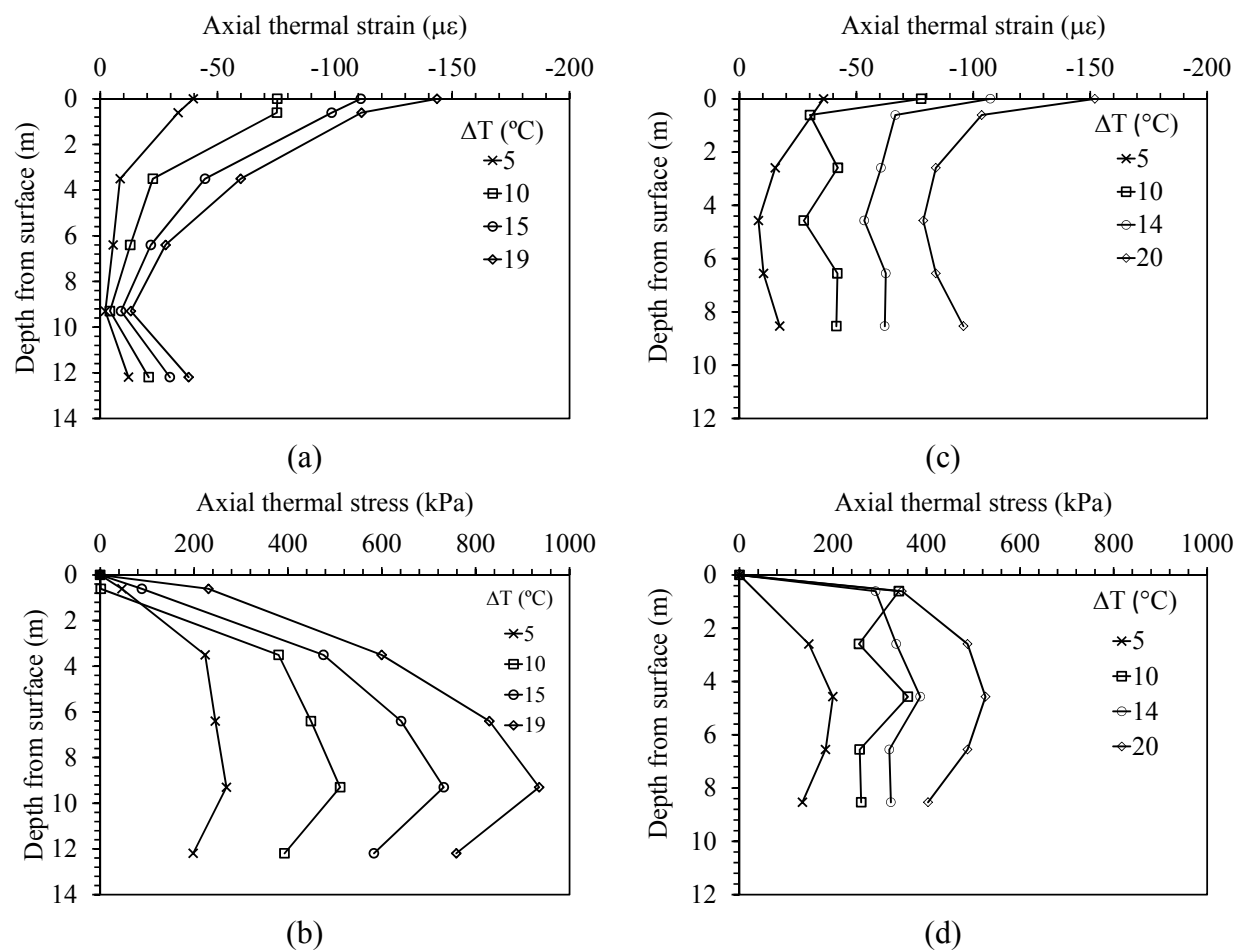 Axial thermal strain (με)
0 -50 -100 -150 -200
0
2
4
6
8
10
12
14
Depth from surface (m)
ΔT (ºC)
5
10
15
19
(a)
Axial thermal strain (με)
0 -50 -100 -150 -200
0
2
4
6
8
10
12
Depth from surface (m)
ΔT (°C)
5
10
14
20
(c)
Axial thermal stress (kPa)
0 200 400 600 800 1000
0
2
4
6
8
10
12
14
Depth from surface (m)
ΔT (ºC)
5
10
15
19
(b)
Axial thermal stress (kPa)
0 200 400 600 800 1000
0
2
4
6
8
10
12
Depth from surface (m)
ΔT (°C)
5
10
14
20
(d)